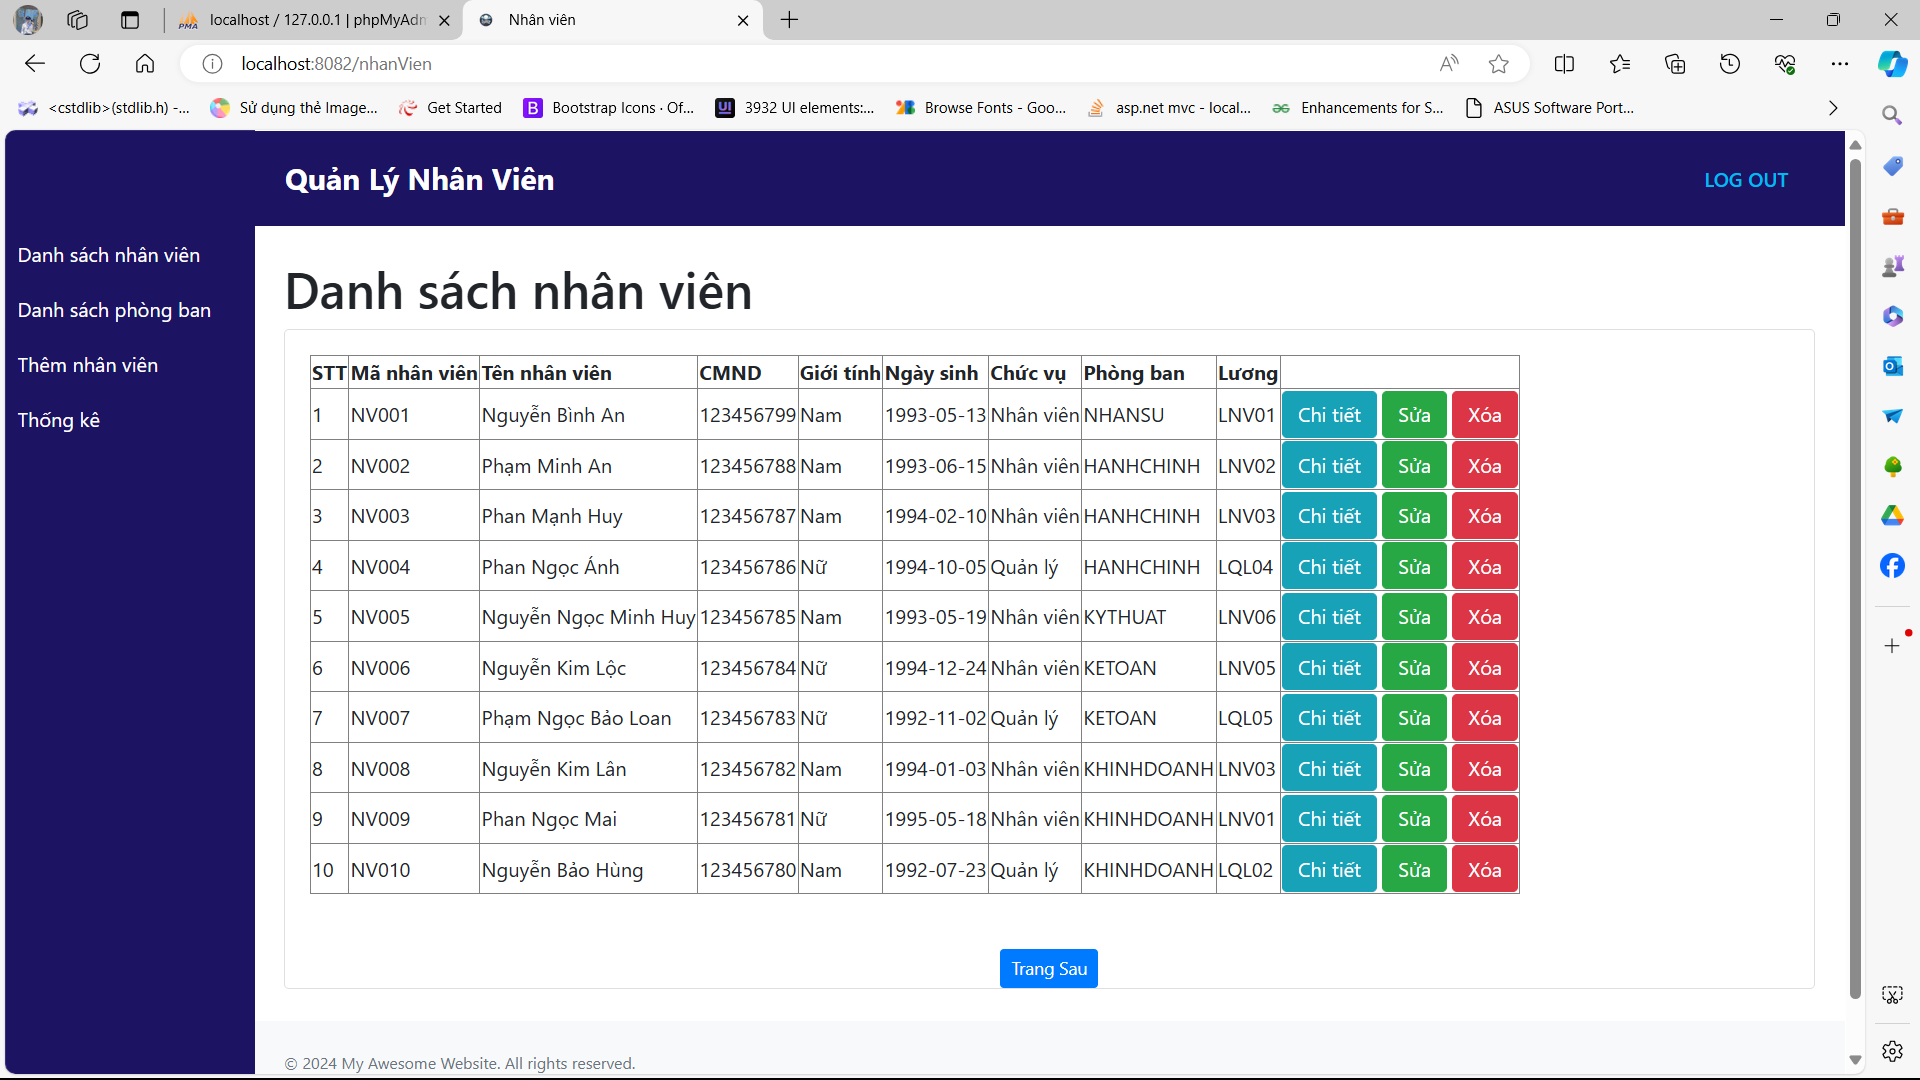 localhost / 127.0.0.1 | phpMyAdm
Nhân viên
localhost:8082/nhanVien
<cstdlib>(stdlib.h) -...
Sử dụng thẻ Image...
Get Started
Bootstrap Icons · Of...
3932 UI elements:...
Browse Fonts - Goo...
asp.net mvc - local...
Enhancements for S...
ASUS Software Port...
Quản Lý Nhân Viên
LOG OUT
Danh sách nhân viên
Danh sách phòng ban
Thêm nhân viên
Thống kê
Danh sách nhân viên
STT Mã nhân viên Tên nhân viên CMND Giới tính Ngày sinh Chức vụ Phòng ban Lương
1 NV001 Nguyễn Bình An 123456799 Nam 1993-05-13 Nhân viên NHANSU LNV01 Chi tiết Sửa Xóa
2 NV002 Phạm Minh An 123456788 Nam 1993-06-15 Nhân viên HANHCHINH LNV02 Chi tiết Sửa Xóa
3 NV003 Phan Mạnh Huy 123456787 Nam 1994-02-10 Nhân viên HANHCHINH LNV03 Chi tiết Sửa Xóa
4 NV004 Phan Ngọc Ánh 123456786 Nữ 1994-10-05 Quản lý HANHCHINH LQL04 Chi tiết Sửa Xóa
5 NV005 Nguyễn Ngọc Minh Huy 123456785 Nam 1993-05-19 Nhân viên KYTHUAT LNV06 Chi tiết Sửa Xóa
6 NV006 Nguyễn Kim Lộc 123456784 Nữ 1994-12-24 Nhân viên KETOAN LNV05 Chi tiết Sửa Xóa
7 NV007 Phạm Ngọc Bảo Loan 123456783 Nữ 1992-11-02 Quản lý KETOAN LQL05 Chi tiết Sửa Xóa
8 NV008 Nguyễn Kim Lân 123456782 Nam 1994-01-03 Nhân viên KHINHDOANH LNV03 Chi tiết Sửa Xóa
9 NV009 Phan Ngọc Mai 123456781 Nữ 1995-05-18 Nhân viên KHINHDOANH LNV01 Chi tiết Sửa Xóa
10 NV010 Nguyễn Bảo Hùng 123456780 Nam 1992-07-23 Quản lý KHINHDOANH LQL02 Chi tiết Sửa Xóa
Trang Sau
© 2024 My Awesome Website. All rights reserved.